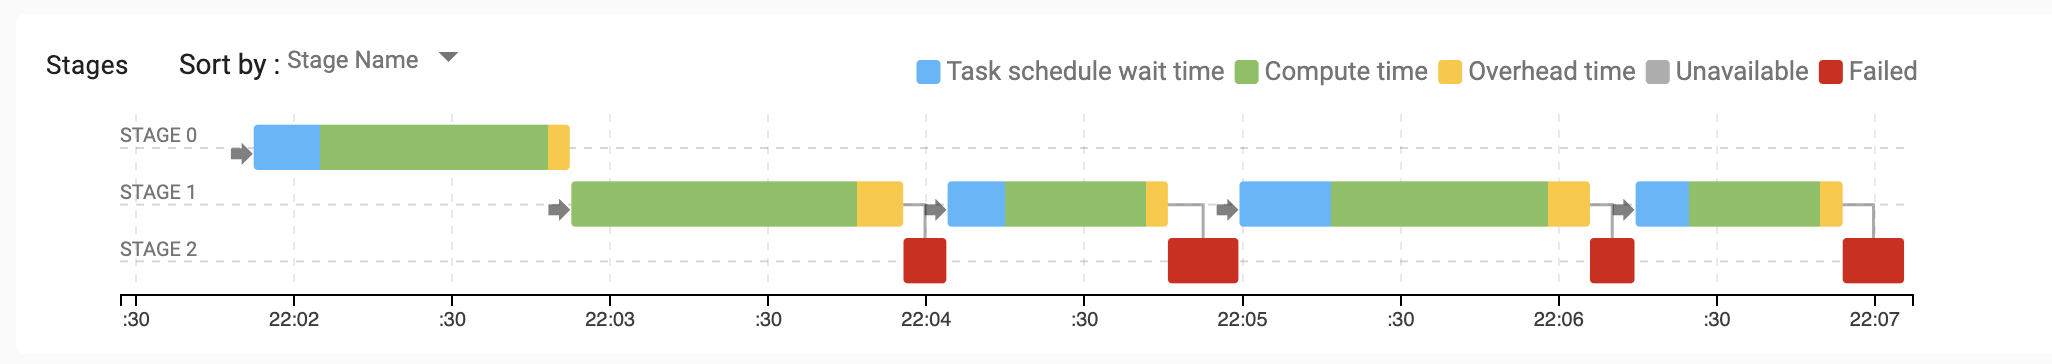 Stages Sort by : Stage Name
Task schedule wait time Compute time Overhead time Unavailable Failed
STAGE 0
STAGE 1
STAGE 2
:30 22:02 :30 22:03 :30 22:04 :30 22:05 :30 22:06 :30 22:07